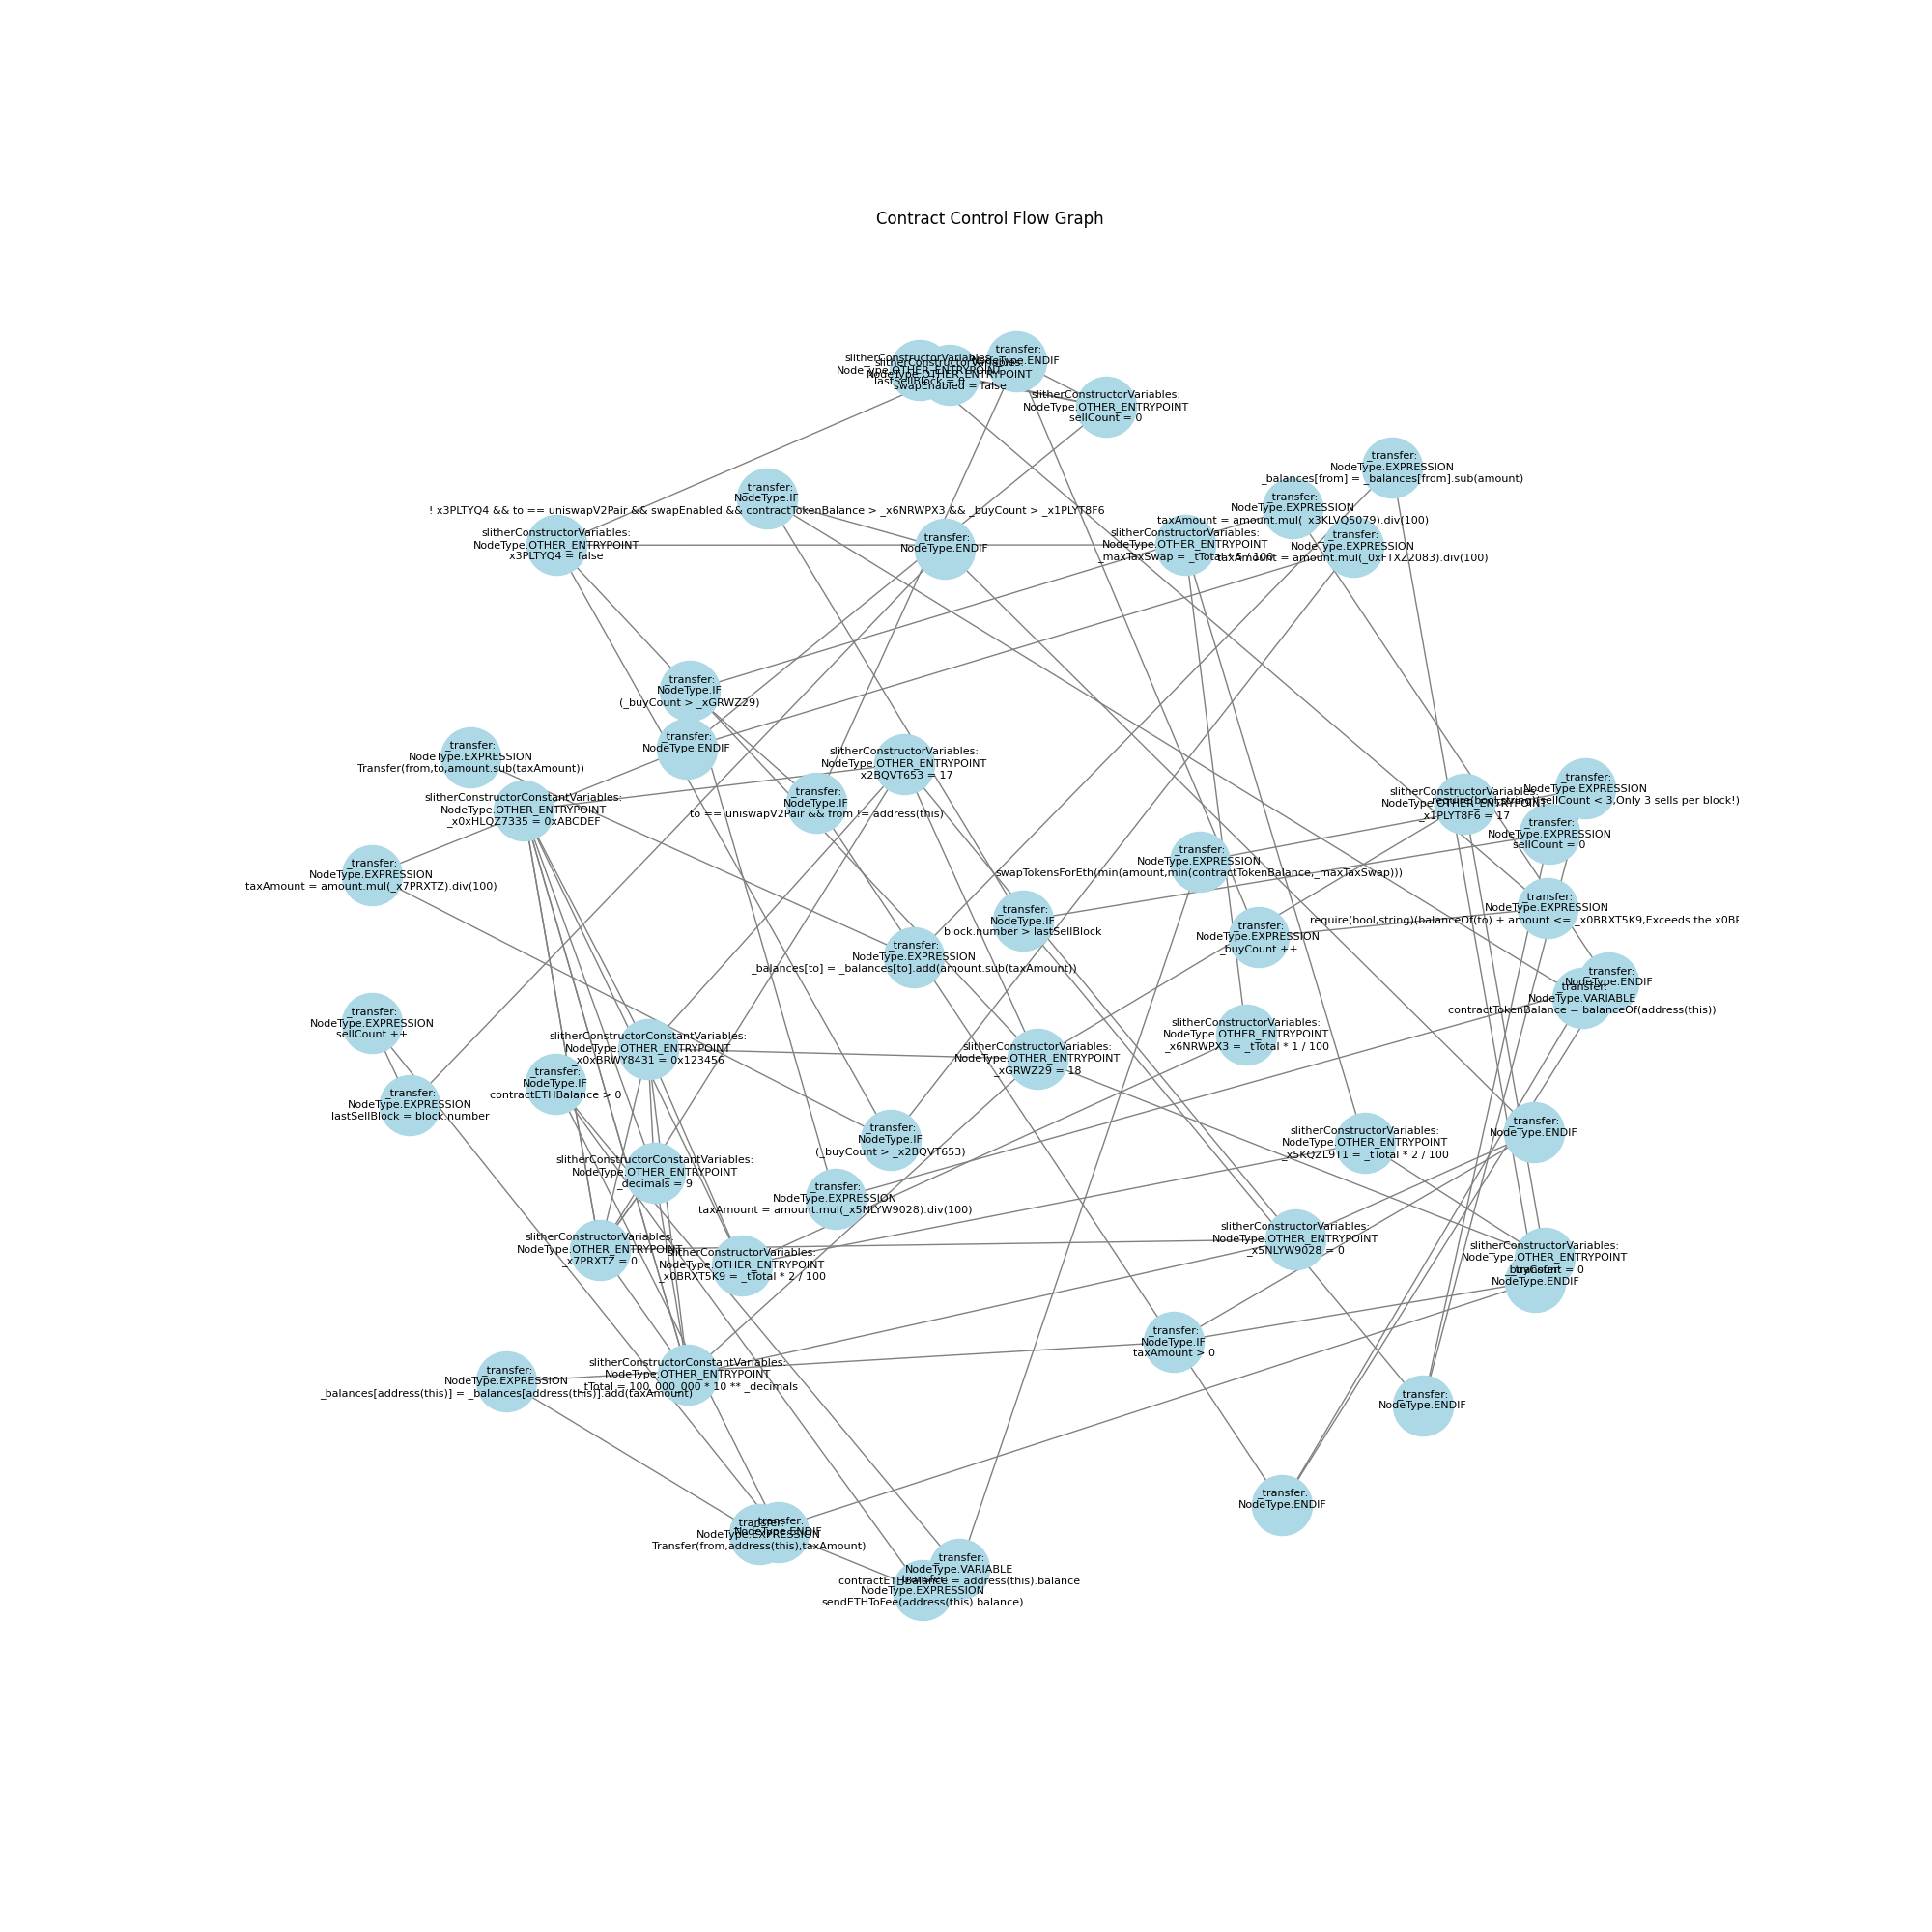 Contract Control Flow Graph
_transfer:
NodeType.ENDIF
slitherConstructorVariables:
NodeType.OTHER_ENTRYPOINT
lastSellBlock = 0
slitherConstructorVariables:
NodeType.OTHER_ENTRYPOINT
swapEnabled = false
slitherConstructorVariables:
NodeType.OTHER_ENTRYPOINT
sellCount = 0
_transfer:
NodeType.EXPRESSION
_balances[from] = _balances[from].sub(amount)
_transfer:
NodeType.IF
! x3PLTYQ4 && to == uniswapV2Pair && swapEnabled && contractTokenBalance > _x6NRWPX3 && _buyCount > _x1PLYT8F6
_transfer:
NodeType.EXPRESSION
taxAmount = amount.mul(_x3KLVQ5079).div(100)
slitherConstructorVariables:
NodeType.OTHER_ENTRYPOINT
x3PLTYQ4 = false
_transfer:
NodeType.ENDIF
slitherConstructorVariables:
NodeType.OTHER_ENTRYPOINT
_maxTaxSwap = _tTotal * 5 / 100
_transfer:
NodeType.EXPRESSION
taxAmount = amount.mul(_0xFTXZ2083).div(100)
_transfer:
NodeType.IF
(_buyCount > _xGRWZ29)
_transfer:
NodeType.ENDIF
_transfer:
NodeType.EXPRESSION
Transfer(from,to,amount.sub(taxAmount))
slitherConstructorVariables:
NodeType.OTHER_ENTRYPOINT
_x2BQVT653 = 17
slitherConstructorConstantVariables:
NodeType.OTHER_ENTRYPOINT
_x0xHLQZ7335 = 0xABCDEF
_transfer:
NodeType.IF
to == uniswapV2Pair && from != address(this)
slitherConstructorVariables:
NodeType.OTHER_ENTRYPOINT
_x1PLYT8F6 = 17
_transfer:
NodeType.EXPRESSION
require(bool,string)(sellCount < 3,Only 3 sells per block!)
_transfer:
NodeType.EXPRESSION
sellCount = 0
_transfer:
NodeType.EXPRESSION
taxAmount = amount.mul(_x7PRXTZ).div(100)
_transfer:
NodeType.EXPRESSION
swapTokensForEth(min(amount,min(contractTokenBalance,_maxTaxSwap)))
_transfer:
NodeType.IF
block.number > lastSellBlock
_transfer:
NodeType.EXPRESSION
require(bool,string)(balanceOf(to) + amount <= _x0BRXT5K9,Exceeds the
_transfer:
NodeType.EXPRESSION
_buyCount ++
_transfer:
NodeType.EXPRESSION
_balances[to] = _balances[to].add(amount.sub(taxAmount))
_transfer:
NodeType.ENDIF
_transfer:
NodeType.VARIABLE
contractTokenBalance = balanceOf(address(this))
_transfer:
NodeType.EXPRESSION
sellCount ++
slitherConstructorVariables:
NodeType.OTHER_ENTRYPOINT
_x6NRWPX3 = _tTotal * 1 / 100
slitherConstructorConstantVariables:
NodeType.OTHER_ENTRYPOINT
_x0xBRWY8431 = 0x123456
slitherConstructorVariables:
NodeType.OTHER_ENTRYPOINT
_xGRWZ29 = 18
_transfer:
NodeType.IF
contractETHBalance > 0
_transfer:
NodeType.EXPRESSION
lastSellBlock = block.number
_transfer:
NodeType.IF
(_buyCount > _x2BQVT653)
slitherConstructorVariables:
NodeType.OTHER_ENTRYPOINT
_x5KQZL9T1 = _tTotal * 2 / 100
_transfer:
NodeType.ENDIF
slitherConstructorConstantVariables:
NodeType.OTHER_ENTRYPOINT
_decimals = 9
_transfer:
NodeType.EXPRESSION
taxAmount = amount.mul(_x5NLYW9028).div(100)
slitherConstructorVariables:
NodeType.OTHER_ENTRYPOINT
_x7PRXTZ = 0
slitherConstructorVariables:
NodeType.OTHER_ENTRYPOINT
_x0BRXT5K9 = _tTotal * 2 / 100
slitherConstructorVariables:
NodeType.OTHER_ENTRYPOINT
_x5NLYW9028 = 0
slitherConstructorVariables:
NodeType.OTHER_ENTRYPOINT
_buyCount = 0
_transfer:
NodeType.ENDIF
_transfer:
NodeType.IF
taxAmount > 0
slitherConstructorConstantVariables:
NodeType.OTHER_ENTRYPOINT
_tTotal = 100_000_000 * 10 ** _decimals
_transfer:
NodeType.EXPRESSION
_balances[address(this)] = _balances[address(this)].add(taxAmount)
_transfer:
NodeType.ENDIF
_transfer:
NodeType.ENDIF
_transfer:
NodeType.ENDIF
_transfer:
NodeType.EXPRESSION
Transfer(from,address(this),taxAmount)
_transfer:
NodeType.VARIABLE
contractETHBalance = address(this).balance
_transfer:
NodeType.EXPRESSION
sendETHToFee(address(this).balance)